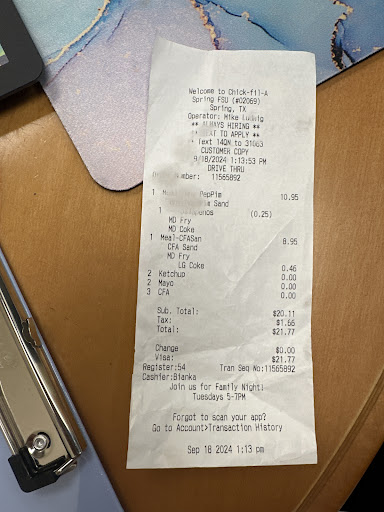 Welcome to Chick-fil-A
Spring FSU (#02069)
Spring, TX
Operator: Mike Ludwig
** ALWAYS HIRING **
TEXT TO APPLY **
Text 14QN to 31063
CUSTOMER COPY
9/18/2024 1:13:53 PM
DRIVE THRU
Number: 11565892
1 PepPim 10.95
Sand
1 (0.25)
MD Fry
MD Coke
1 Meal-CFASan 8.95
CFA Sand
MD Fry
LG Coke 0.46
2 Ketchup 0.00
2 Mayo 0.00
3 CFA 0.00
Sub. Total: $20.11
Tax: $1.66
Total: $21.77
Change $0.00
Visa: $21.77
Register:54 Tran Seq No:11565892
Cashier:Bianka
Join us for Family Night!
Tuesdays 5-7PM
Forgot to scan your app?
Go to Account>Transaction History
Sep 18 2024 1:13 pm